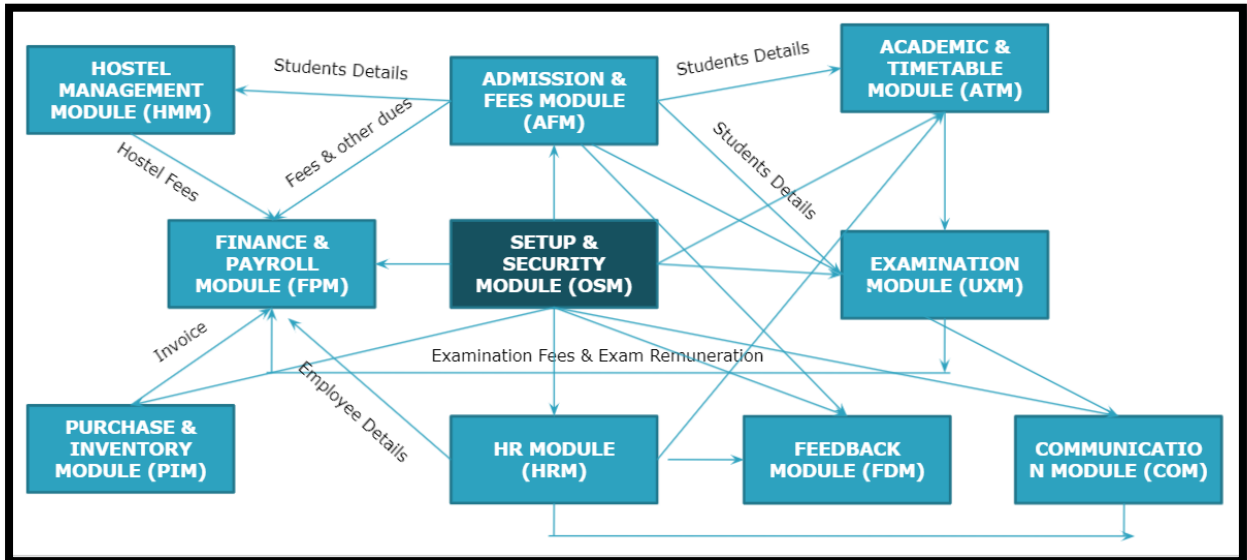 HOSTEL
MANAGEMENT
MODULE (HMM)
Students Details
ADMISSION &
FEES MODULE
(AFM)
Students Details
ACADEMIC &
TIMETABLE
MODULE (ATM)
Hostel Fees
Fees & other dues
Students Details
FINANCE &
PAYROLL
MODULE (FPM)
SETUP &
SECURITY
MODULE (OSM)
EXAMINATION
MODULE (UXM)
Invoice
Examination Fees & Exam Remuneration
Employee Details
PURCHASE &
INVENTORY
MODULE (PIM)
HR MODULE
(HRM)
FEEDBACK
MODULE (FDM)
COMMUNICATIO
N MODULE (COM)